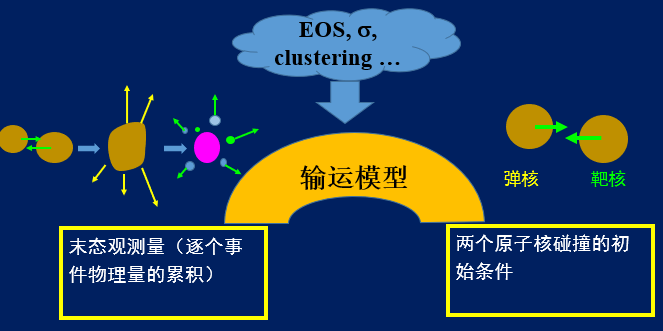 EOS, σ,
clustering …
输运模型
弹核
靶核
末态观测量（逐个事
件物理量的累积）
两个原子核碰撞的初
始条件